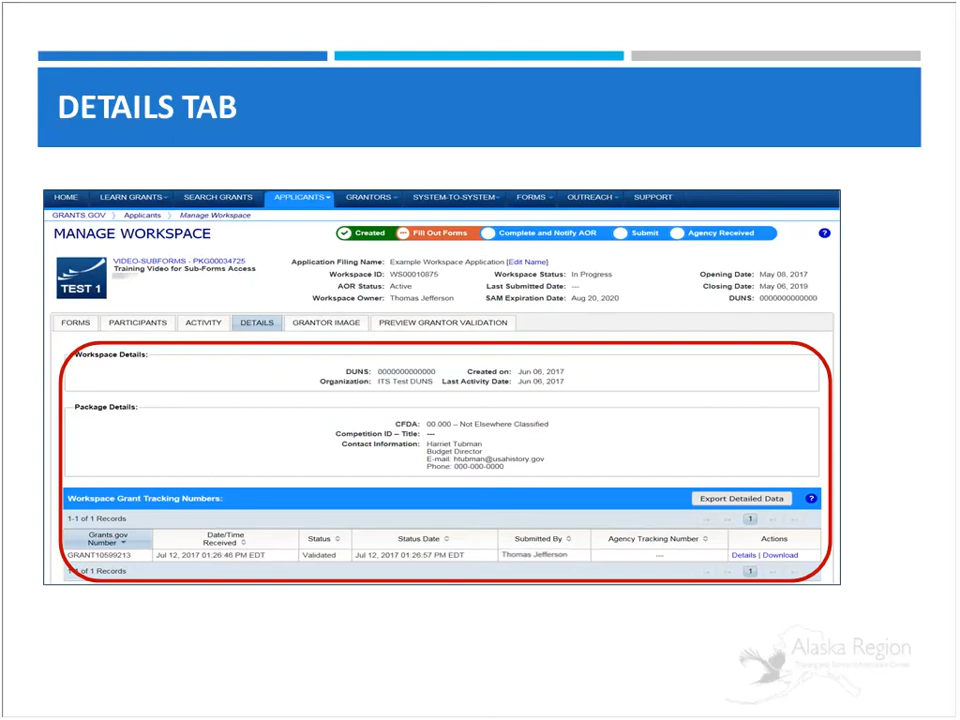 DETAILS TAB
HOME LEARN GRANTS SEARCH GRANTS APPLICANTS GRANTORS SYSTEM-TO-SYSTEM FORMS OUTREACH SUPPORT
GRANTS.GOV Applicants Manage Workspace
MANAGE WORKSPACE Created Fill Out Forms Complete and Notify AOR Submit Agency Received ?
VIDEO-SUBFORMS - PKG00034725
Training Video for Sub-Forms Access
TEST 1
Application Filing Name: Example Workspace Application [Edit Name]
Workspace ID: WS00010875 Workspace Status: In Progress Opening Date: May 08, 2017
AOR Status: Active Last Submitted Date: --- Closing Date: May 06, 2019
Workspace Owner: Thomas Jefferson SAM Expiration Date: Aug 20, 2020 DUNS: 0000000000000
FORMS PARTICIPANTS ACTIVITY DETAILS GRANTOR IMAGE PREVIEW GRANTOR VALIDATION
Workspace Details:
DUNS: 0000000000000 Created on: Jun 06, 2017
Organization: ITS Test DUNS Last Activity Date: Jun 06, 2017
Package Details:
CFDA: 00.000 – Not Elsewhere Classified
Competition ID – Title: ---
Contact Information: Harriet Tubman
Budget Director
E-mail: htubman@usahistory.gov
Phone: 000-000-0000
Workspace Grant Tracking Numbers: Export Detailed Data ?
1-1 of 1 Records 1
Grants.gov Number Date/Time Received Status Status Date Submitted By Agency Tracking Number Actions
GRANT10599213 Jul 12, 2017 01:26:46 PM EDT Validated Jul 12, 2017 01:26:57 PM EDT Thomas Jefferson --- Details | Download
1-1 of 1 Records 1
Alaska Region